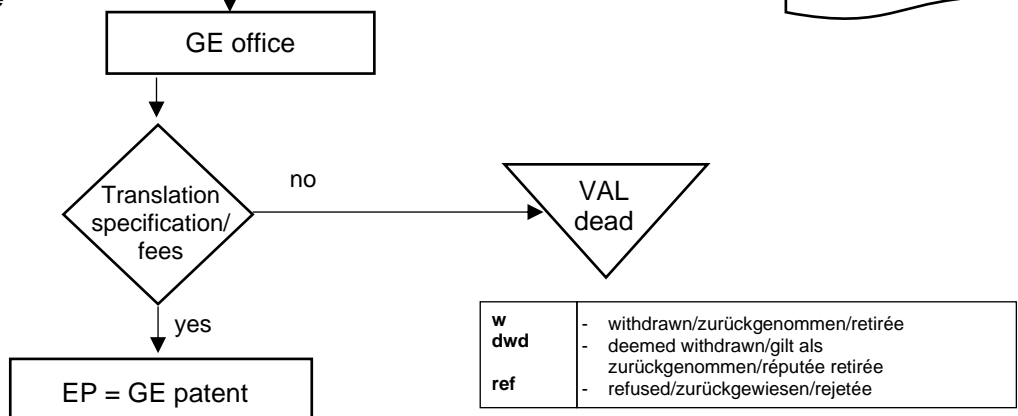 GE office
Translation
specification/
fees
no
VAL
dead
yes
EP = GE patent
w - withdrawn/zurückgenommen/retirée
dwd - deemed withdrawn/gilt als
zurückgenommen/réputée retirée
ref - refused/zurückgewiesen/rejetée